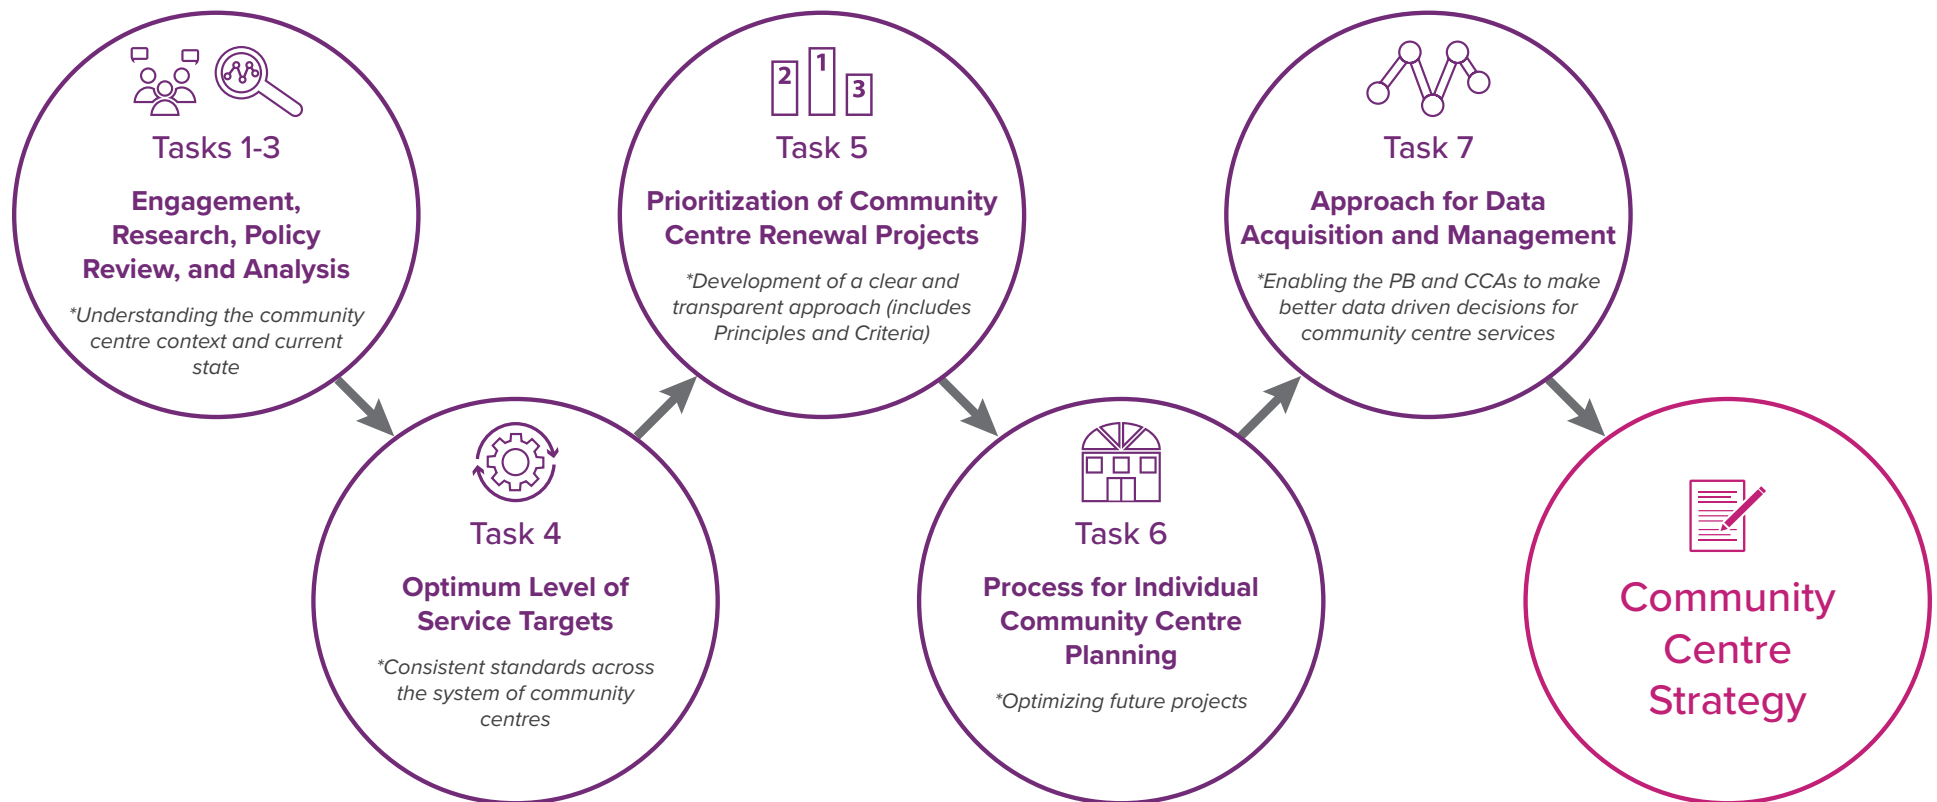 Tasks 1-3
Engagement,
Research, Policy
Review, and Analysis
*Understanding the community
centre context and current
state
Task 4
Optimum Level of
Service Targets
*Consistent standards across
the system of community
centres
2
1
3
Task 5
Prioritization of Community
Centre Renewal Projects
*Development of a clear and
transparent approach (includes
Principles and Criteria)
Task 6
Process for Individual
Community Centre
Planning
*Optimizing future projects
Task 7
Approach for Data
Acquisition and Management
*Enabling the PB and CCAs to make
better data driven decisions for
community centre services
Community
Centre
Strategy